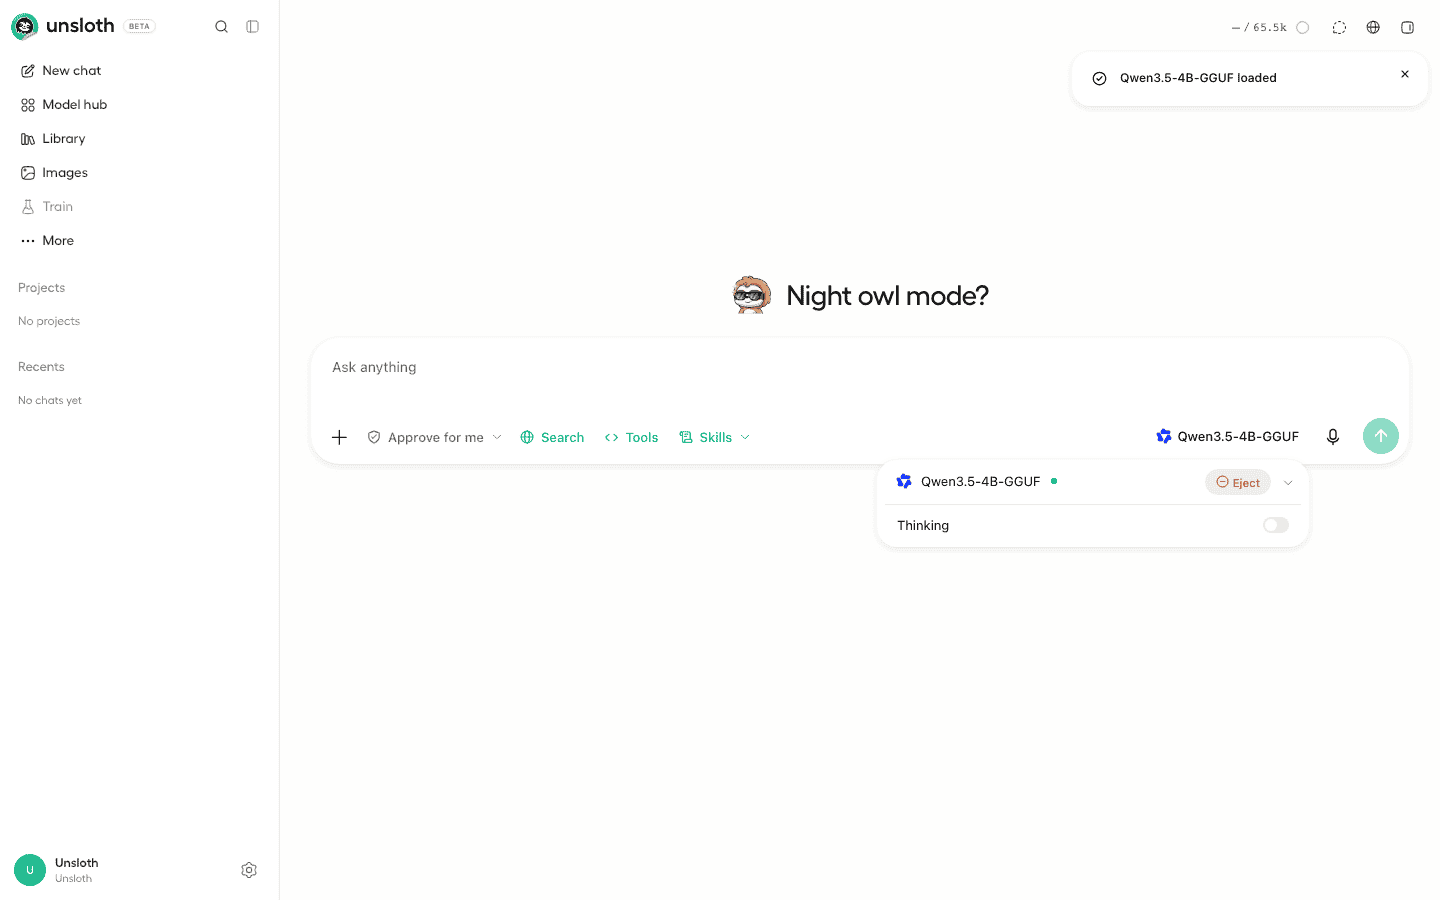 unsloth BETA
— / 65.5k
New chat
Model hub
Library
Images
Train
More
Projects
No projects
Recents
No chats yet
Qwen3.5-4B-GGUF loaded
Night owl mode?
Ask anything
Approve for me
Search
Tools
Skills
Qwen3.5-4B-GGUF
Qwen3.5-4B-GGUF
Eject
Thinking
U
Unsloth
Unsloth